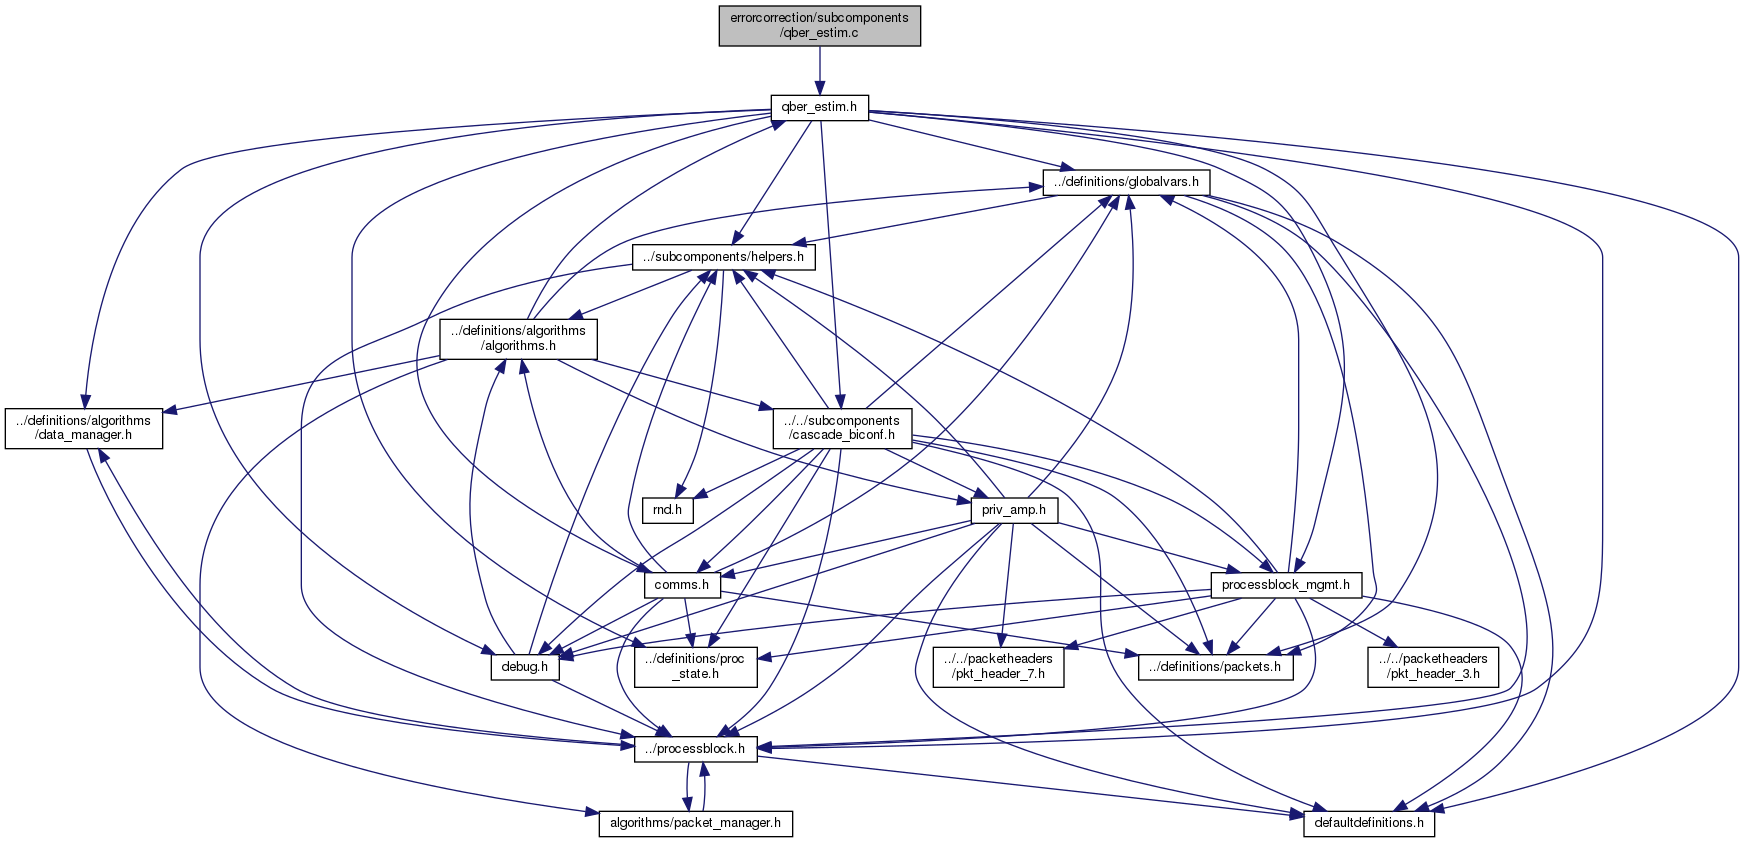 errorcorrection/subcomponents
/qber_estim.c
qber_estim.h
../definitions/globalvars.h
../subcomponents/helpers.h
../definitions/algorithms
/algorithms.h
../definitions/algorithms
/data_manager.h
../../subcomponents
/cascade_biconf.h
rnd.h
priv_amp.h
comms.h
processblock_mgmt.h
debug.h
../definitions/proc
_state.h
../../packetheaders
/pkt_header_7.h
../definitions/packets.h
../../packetheaders
/pkt_header_3.h
../processblock.h
algorithms/packet_manager.h
defaultdefinitions.h